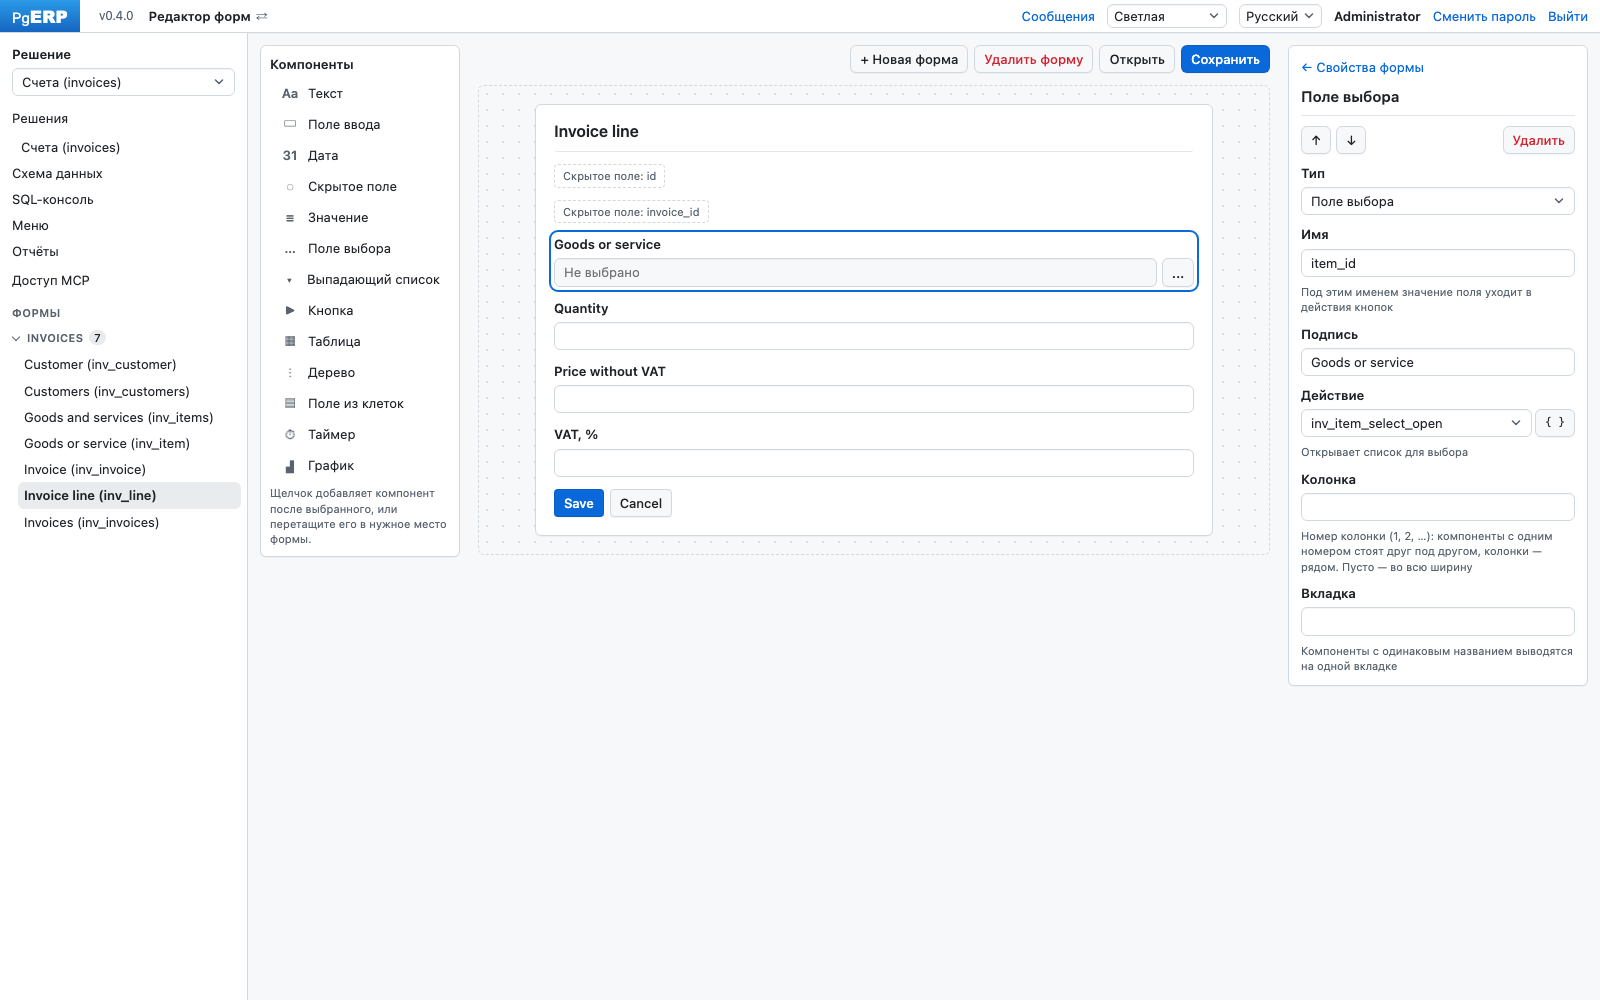 PgERP v0.4.0 Редактор форм ⇄ Сообщения Светлая Русский Administrator Сменить пароль Выйти
Решение
Счета (invoices)
Решения
Счета (invoices)
Схема данных
SQL-консоль
Меню
Отчёты
Доступ MCP
ФОРМЫ
INVOICES 7
Customer (inv_customer)
Customers (inv_customers)
Goods and services (inv_items)
Goods or service (inv_item)
Invoice (inv_invoice)
Invoice line (inv_line)
Invoices (inv_invoices)
Компоненты
Aa Текст
Поле ввода
31 Дата
Скрытое поле
Значение
... Поле выбора
Выпадающий список
Кнопка
Таблица
Дерево
Поле из клеток
Таймер
График
Щелчок добавляет компонент
после выбранного, или
перетащите его в нужное место
формы.
+ Новая форма Удалить форму Открыть Сохранить
Invoice line
Скрытое поле: id
Скрытое поле: invoice_id
Goods or service
Не выбрано ...
Quantity
Price without VAT
VAT, %
Save Cancel
← Свойства формы
Поле выбора
↑ ↓ Удалить
Тип
Поле выбора
Имя
item_id
Под этим именем значение поля уходит в
действия кнопок
Подпись
Goods or service
Действие
inv_item_select_open { }
Открывает список для выбора
Колонка
Номер колонки (1, 2, ...): компоненты с одним
номером стоят друг под другом, колонки —
рядом. Пусто — во всю ширину
Вкладка
Компоненты с одинаковым названием выводятся
на одной вкладке